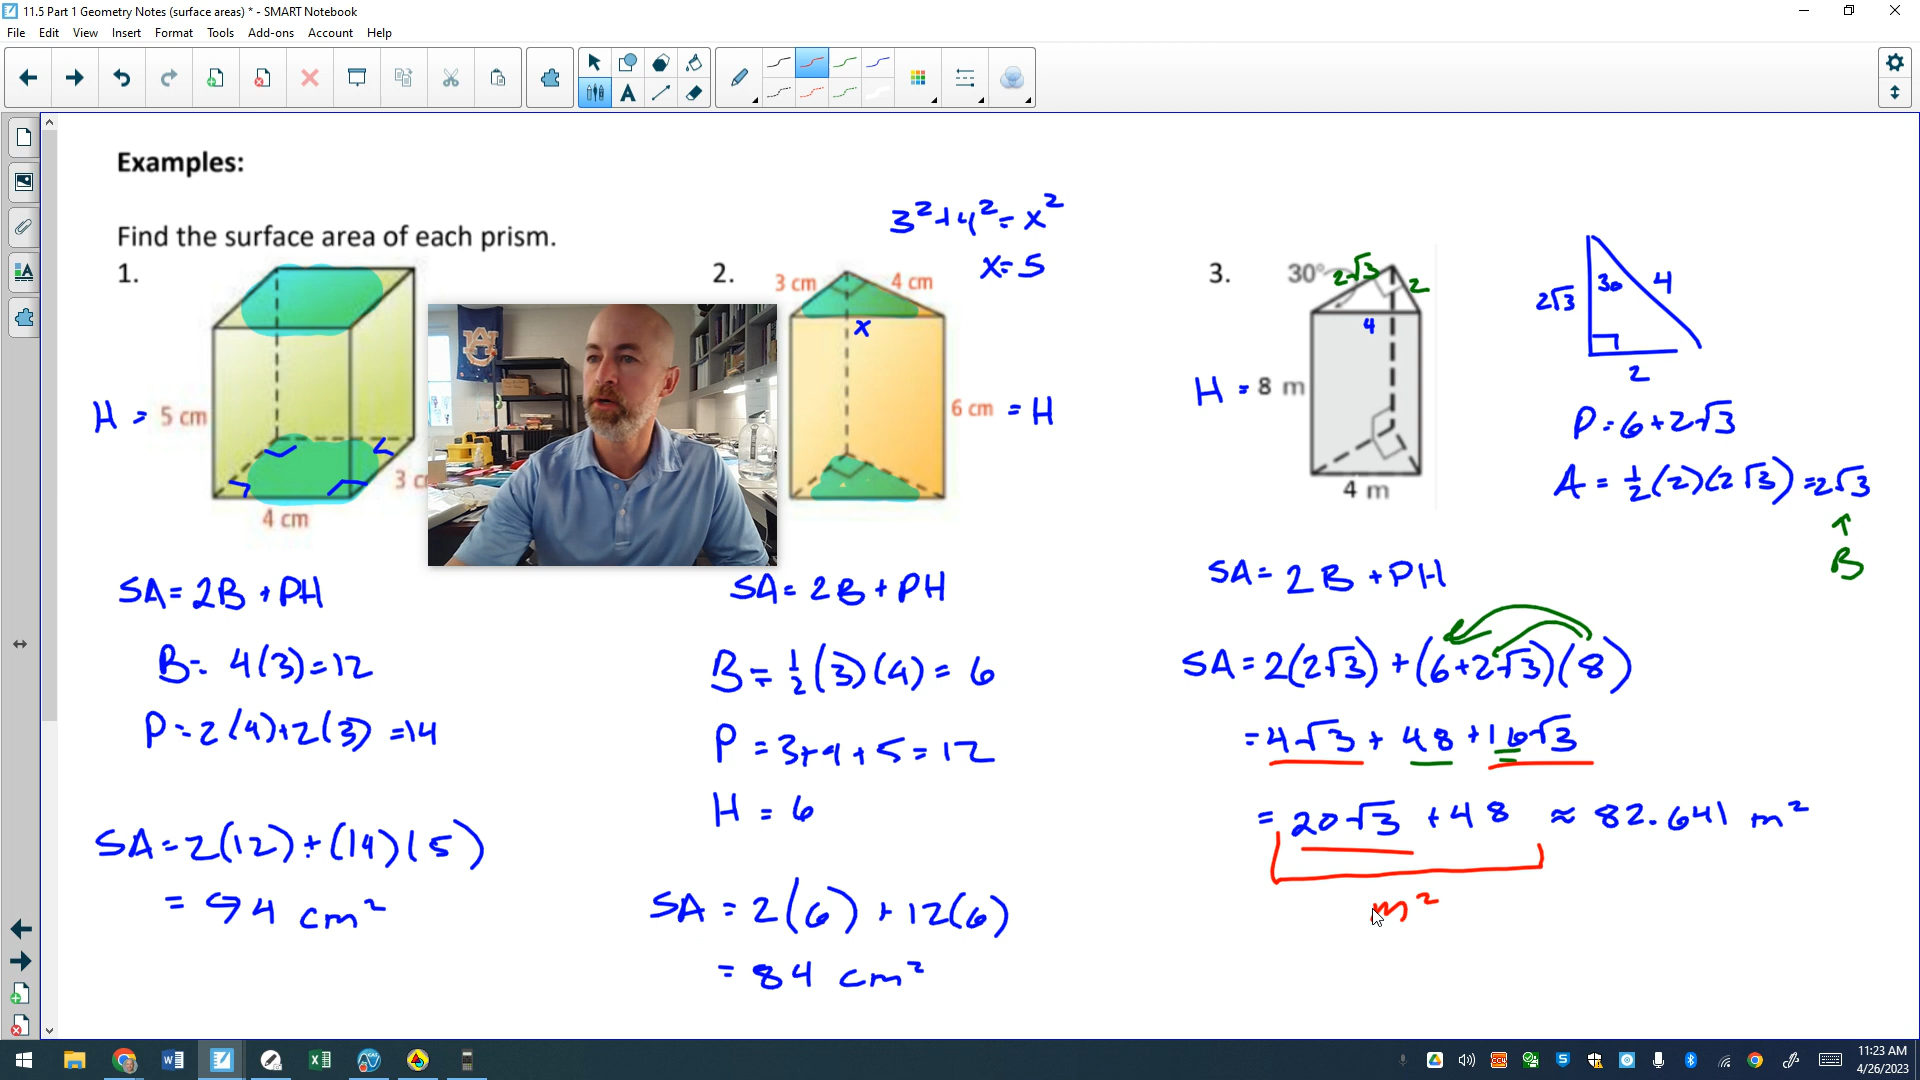 11.5 Part 1 Geometry Notes (surface areas) * - SMART Notebook
File Edit View Insert Format Tools Add-ons Account Help
Examples:
Find the surface area of each prism.
1.
H = 5 cm
3 c
4 cm
SA = 2B + PH
B = 4(3) = 12
P = 2(4)+2(3) = 14
SA = 2(12) + (14)(5)
= 94 cm²
2.
3² + 4² = x²
x = 5
3 cm
4 cm
x
6 cm = H
SA = 2B + PH
B = ½(3)(4) = 6
P = 3+4+5 = 12
H = 6
SA = 2(6) + 12(6)
= 84 cm²
3.
30°
2√3
2
4
H = 8 m
4 m
2√3
30
4
2
P = 6+2√3
A = ½(2)(2√3) = 2√3
↑
B
SA = 2B + PH
SA = 2(2√3) + (6+2√3)(8)
= 4√3 + 48 + 16√3
= 20√3 + 48 ≈ 82.641 m²
m²
11:23 AM
4/26/2023